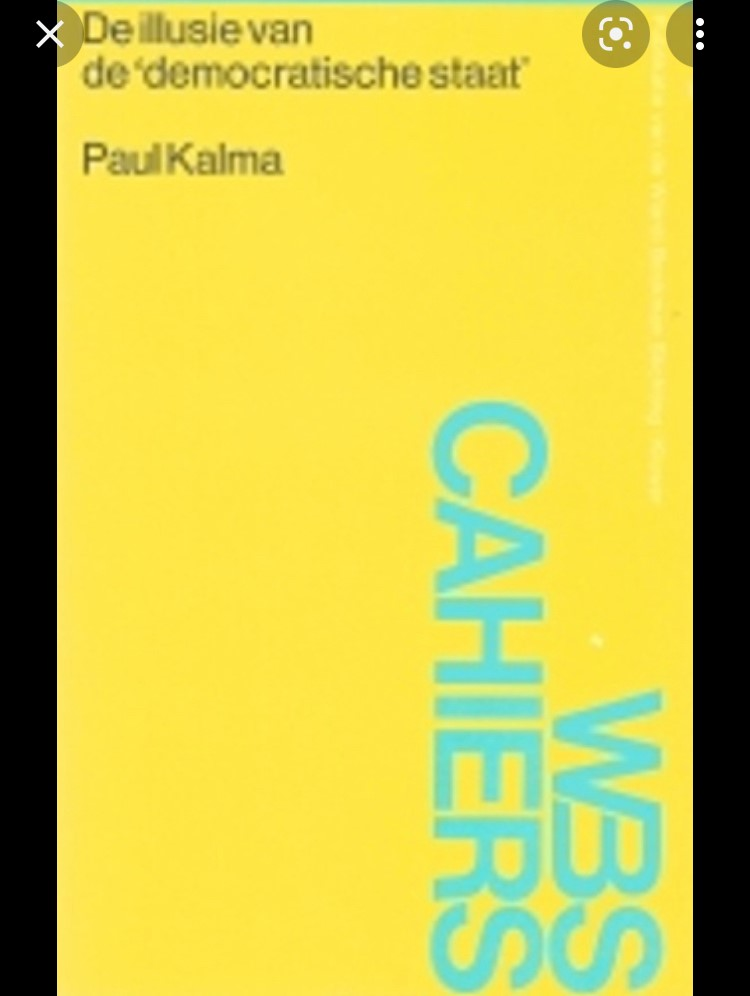 De illusie van
de ‘democratische staat’
Paul Kalma
WBS
CAHIERS